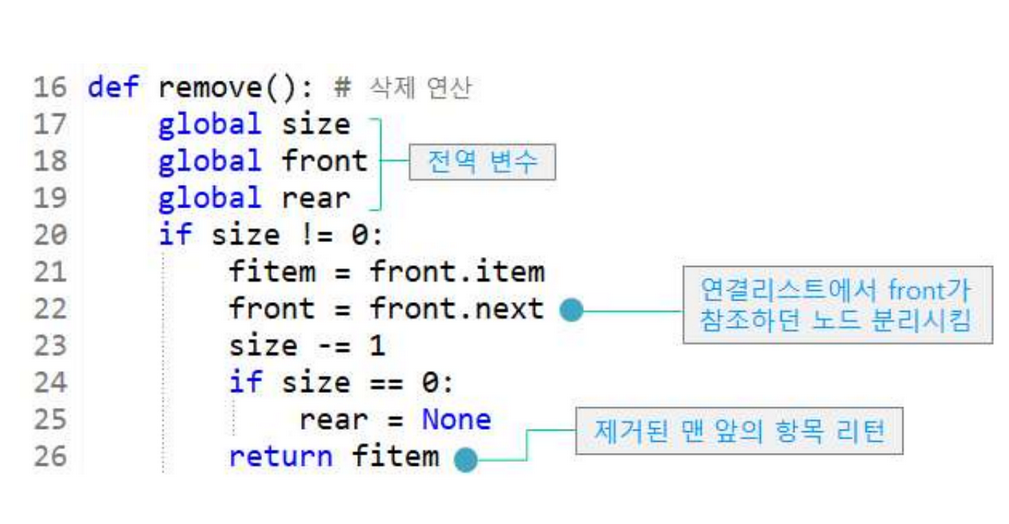 16 def remove(): # 삭제 연산
17     global size
18     global front
전역 변수
19     global rear
20     if size != 0:
21         fitem = front.item
22         front = front.next
연결리스트에서 front가
참조하던 노드 분리시킴
23         size -= 1
24         if size == 0:
25             rear = None
제거된 맨 앞의 항목 리턴
26         return fitem